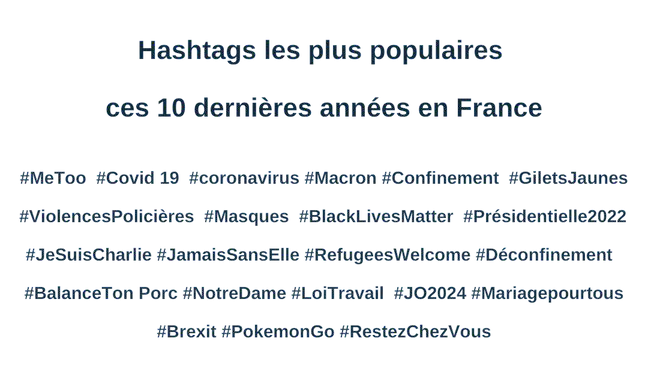 Hashtags les plus populaires
ces 10 dernières années en France
#MeToo #Covid 19 #coronavirus #Macron #Confinement #GiletsJaunes
#ViolencesPolicières #Masques #BlackLivesMatter #Présidentielle2022
#JeSuisCharlie #JamaisSansElle #RefugeesWelcome #Déconfinement
#BalanceTon Porc #NotreDame #LoiTravail #JO2024 #Mariagepourtous
#Brexit #PokemonGo #RestezChezVous